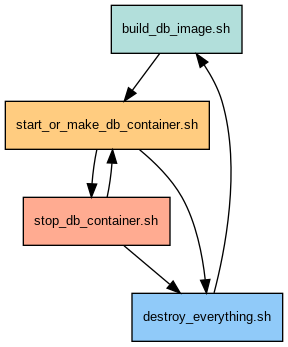 build_db_image.sh
start_or_make_db_container.sh
stop_db_container.sh
destroy_everything.sh